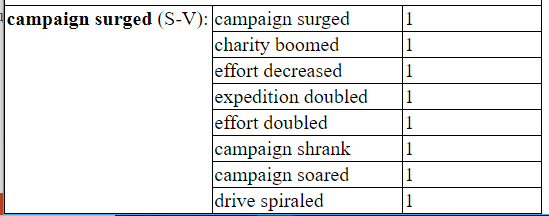 campaign surged (S-V): campaign surged 1
charity boomed 1
effort decreased 1
expedition doubled 1
effort doubled 1
campaign shrank 1
campaign soared 1
drive spiraled 1